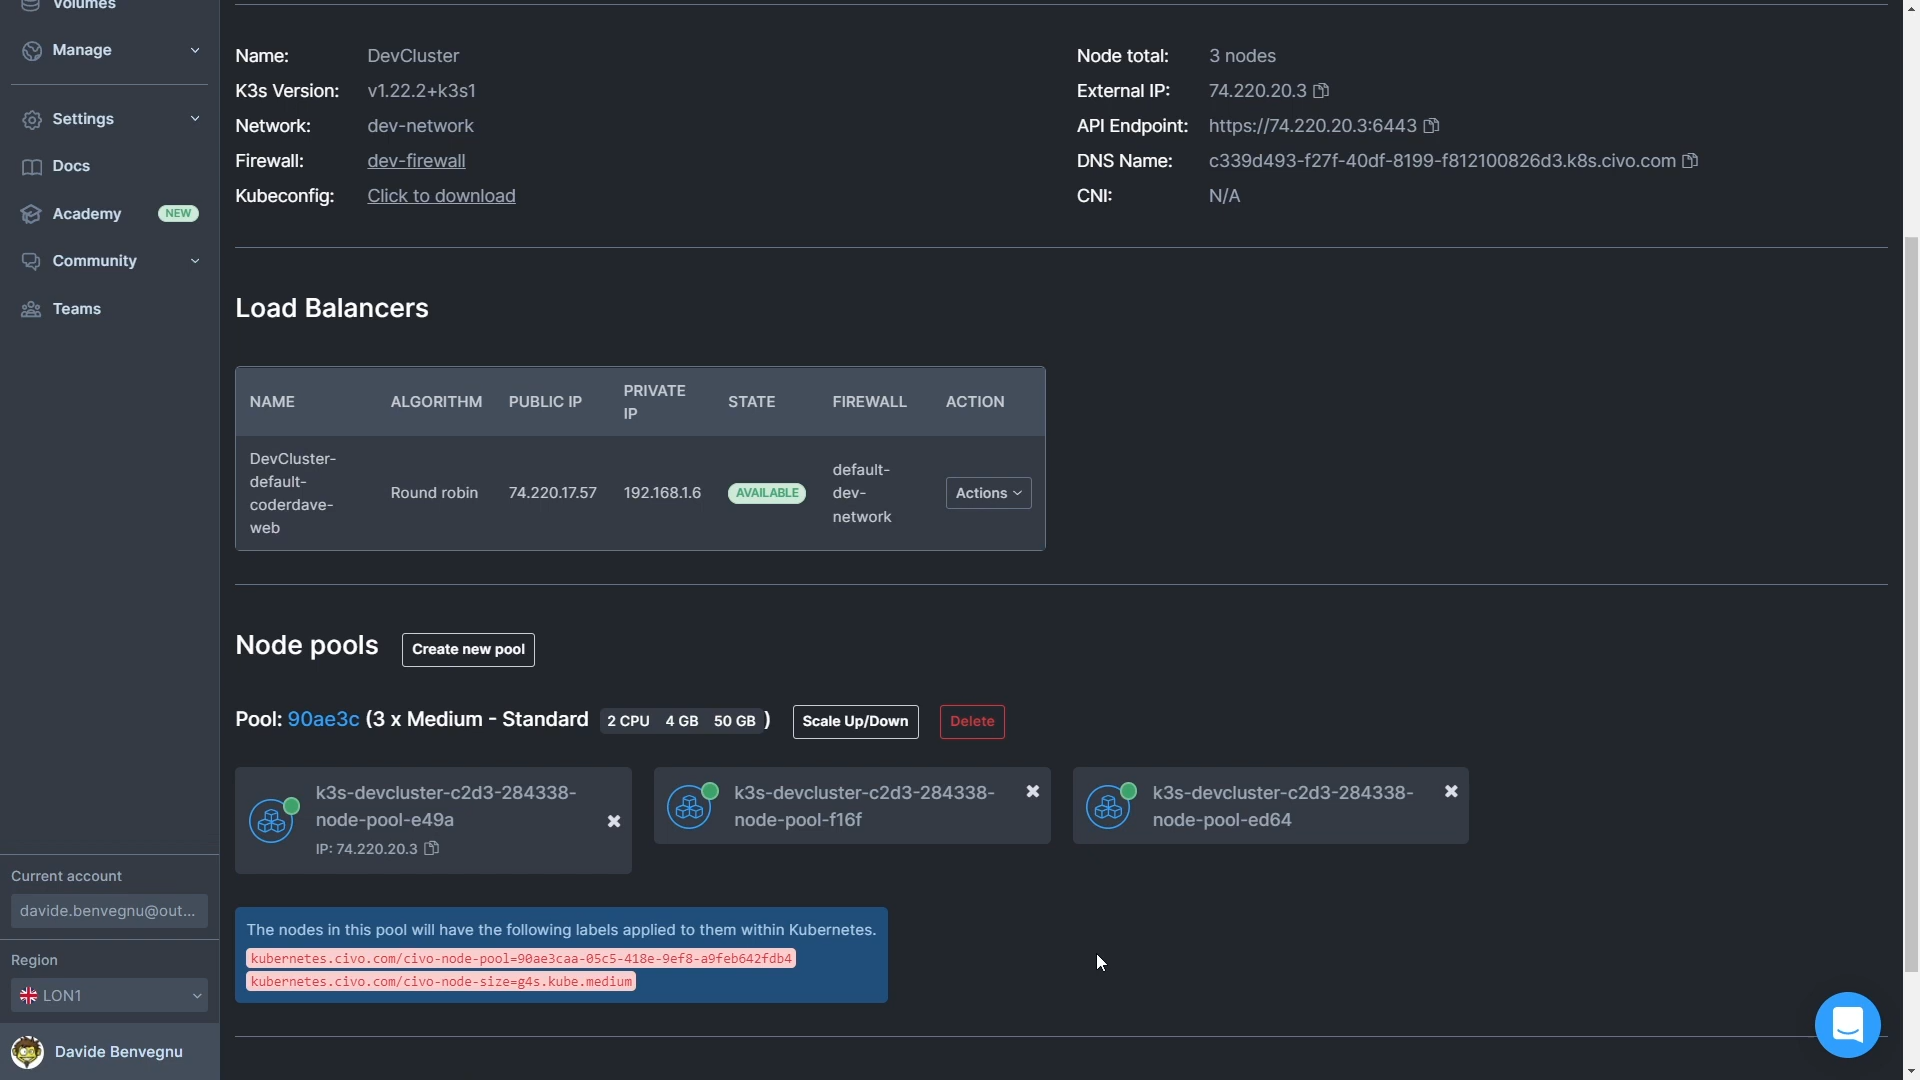 Volumes
Manage
Settings
Docs
Academy NEW
Community
Teams
Current account
davide.benvegnu@out...
Region
LON1
Davide Benvegnu
Name: DevCluster
K3s Version: v1.22.2+k3s1
Network: dev-network
Firewall: dev-firewall
Kubeconfig: Click to download
Node total: 3 nodes
External IP: 74.220.20.3
API Endpoint: https://74.220.20.3:6443
DNS Name: c339d493-f27f-40df-8199-f812100826d3.k8s.civo.com
CNI: N/A
Load Balancers
NAME ALGORITHM PUBLIC IP PRIVATE IP STATE FIREWALL ACTION
DevCluster-
default-
coderdave-
web
Round robin 74.220.17.57 192.168.1.6 AVAILABLE
default-
dev-
network
Actions
Node pools Create new pool
Pool: 90ae3c (3 x Medium - Standard 2 CPU 4 GB 50 GB ) Scale Up/Down Delete
k3s-devcluster-c2d3-284338-
node-pool-e49a
IP: 74.220.20.3
k3s-devcluster-c2d3-284338-
node-pool-f16f
k3s-devcluster-c2d3-284338-
node-pool-ed64
The nodes in this pool will have the following labels applied to them within Kubernetes.
kubernetes.civo.com/civo-node-pool=90ae3caa-05c5-418e-9ef8-a9feb642fdb4
kubernetes.civo.com/civo-node-size=g4s.kube.medium